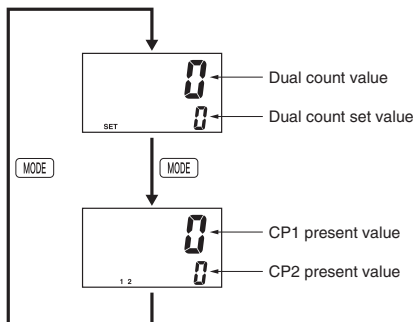 0
Dual count value
SET
0
Dual count set value
MODE
MODE
0
CP1 present value
1 2
0
CP2 present value